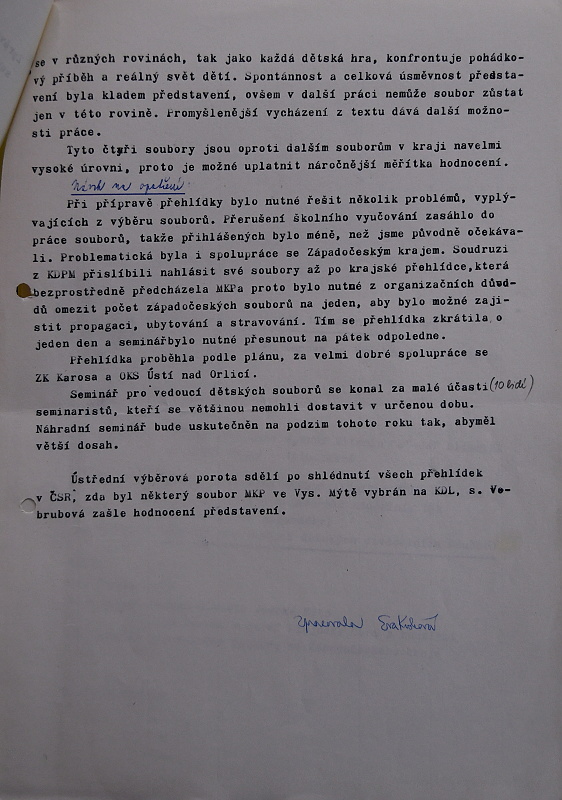 se v různých rovinách, tak jako každá dětská hra, konfrontuje pohádko-
vý příběh a reálný svět dětí. Spontánnost a celková úsměvnost předsta-
vení byla kladem představení, ovšem v další práci nemůže soubor zůstat
jen v této rovině. Promyšlenější vycházení z textu dává další možno-
sti práce.
Tyto čtyři soubory jsou oproti dalším souborům v kraji navelmi
vysoké úrovni, proto je možné uplatnit náročnější měřítka hodnocení.
Návrh na opatření
Při přípravě přehlídky bylo nutné řešit několik problémů, vyplý-
vajících z výběru souborů. Přerušení školního vyučování zasáhlo do
práce souborů, takže přihlášených bylo méně, než jsme původně očekáva-
li. Problematická byla i spolupráce se Západočeským krajem. Soudruzi
z KDPM přislíbili nahlásit své soubory až po krajské přehlídce,která
bezprostředně předcházela MKPa proto bylo nutné z organizačních důvo-
dů omezit počet západočeských souborů na jeden, aby bylo možné zaji-
stit propagaci, ubytování a stravování. Tím se přehlídka zkrátila o
jeden den a seminářbylo nutné přesunout na pátek odpoledne.
Přehlídka proběhla podle plánu, za velmi dobré spolupráce se
ZK Karosa a OKS Ústí nad Orlicí.
Seminář pro vedoucí dětských souborů se konal za malé účasti (10 lidí)
seminaristů, kteří se většinou nemohli dostavit v určenou dobu.
Náhradní seminář bude uskutečněn na podzim tohoto roku tak, abyměl
větší dosah.
Ústřední výběrová porota sdělí po shlédnutí všech přehlídek
v ČSR, zda byl některý soubor MKP ve Vys. Mýtě vybrán na KDL, s. Ve-
brubová zašle hodnocení představení.
Zpracovala Eva